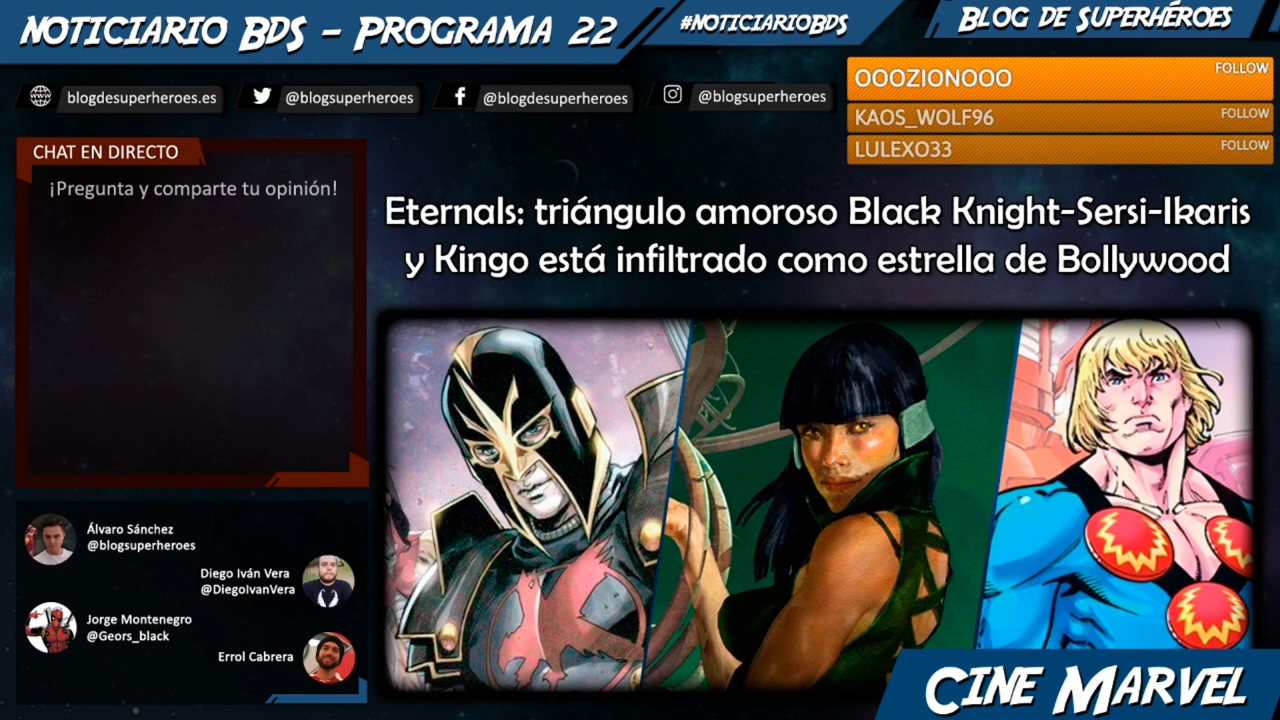 NOTICIARIO BDS - PROGRAMA 22
#NOTICIARIOBDS
BLOG DE SUPERHÉROES
www
blogdesuperheroes.es
@blogsuperheroes
@blogdesuperheroes
@blogsuperheroes
OOOZIONOOO FOLLOW
KAOS_WOLF96 FOLLOW
LULEXO33 FOLLOW
CHAT EN DIRECTO
¡Pregunta y comparte tu opinión!
Eternals: triángulo amoroso Black Knight-Sersi-Ikaris
y Kingo está infiltrado como estrella de Bollywood
Álvaro Sánchez
@blogsuperheroes
Diego Iván Vera
@DiegoIvanVera
Jorge Montenegro
@Geors_black
Errol Cabrera
CINE MARVEL